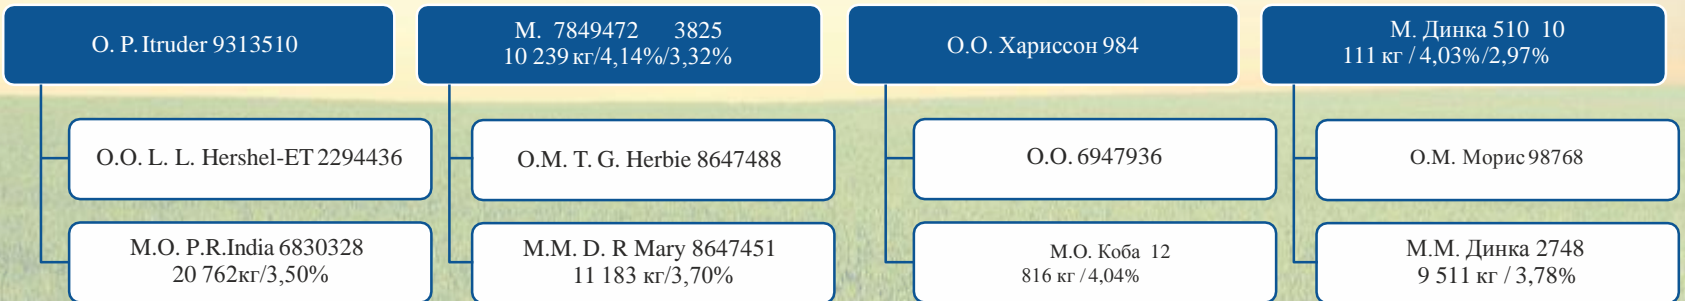 О. P. Itruder 9313510
М. 7849472 3825
10 239 кг/4,14%/3,32%
О.О. Хариссон 984
М. Динка 510 10
111 кг / 4,03%/2,97%
О.О. L. L. Hershel-ET 2294436
О.М. T. G. Herbie 8647488
О.О. 6947936
О.М. Морис 98768
М.О. P.R.India 6830328
20 762кг/3,50%
М.М. D. R Mary 8647451
11 183 кг/3,70%
М.О. Коба 12
816 кг / 4,04%
М.М. Динка 2748
9 511 кг / 3,78%